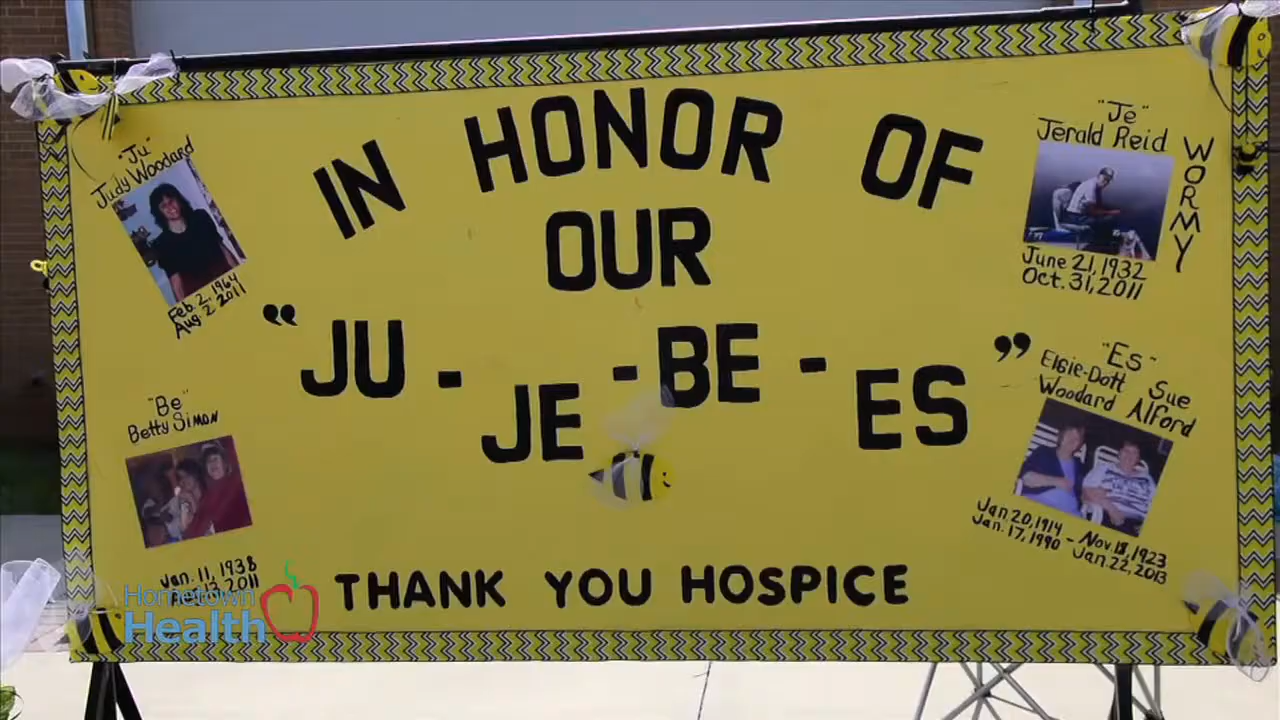 IN HONOR OF
OUR
"JU - JE - BE - ES"
THANK YOU HOSPICE
"Ju"
Judy Woodard
Feb. 2, 1964
Aug. 2 2011
"Je"
Jerald Reid
WORMY
June 21, 1932
Oct. 31, 2011
"Be"
Betty Simon
Jan. 11, 1938
2011
"Es"
Elsie-Dott Sue
Woodard Alford
Jan 20, 1914 - Nov 18, 1923
Jan. 17, 1990 - Jan. 22, 2013
Hometown
Health